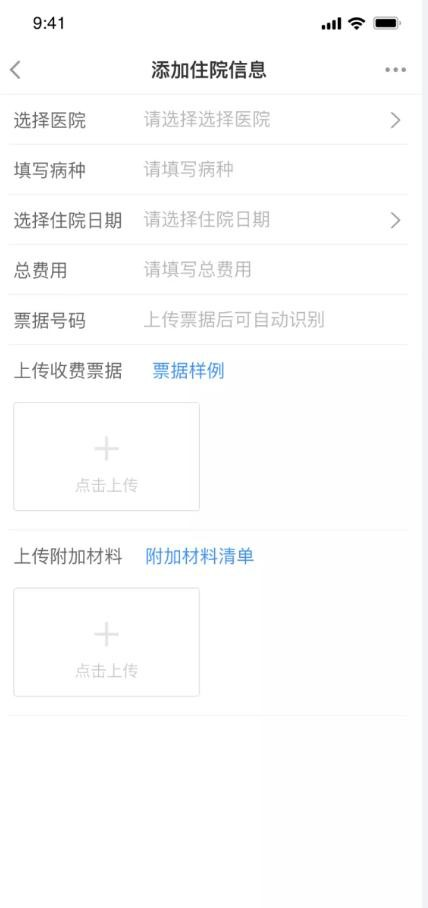 9:41
添加住院信息
选择医院 请选择选择医院
填写病种 请填写病种
选择住院日期 请选择住院日期
总费用 请填写总费用
票据号码 上传票据后可自动识别
上传收费票据 票据样例
点击上传
上传附加材料 附加材料清单
点击上传